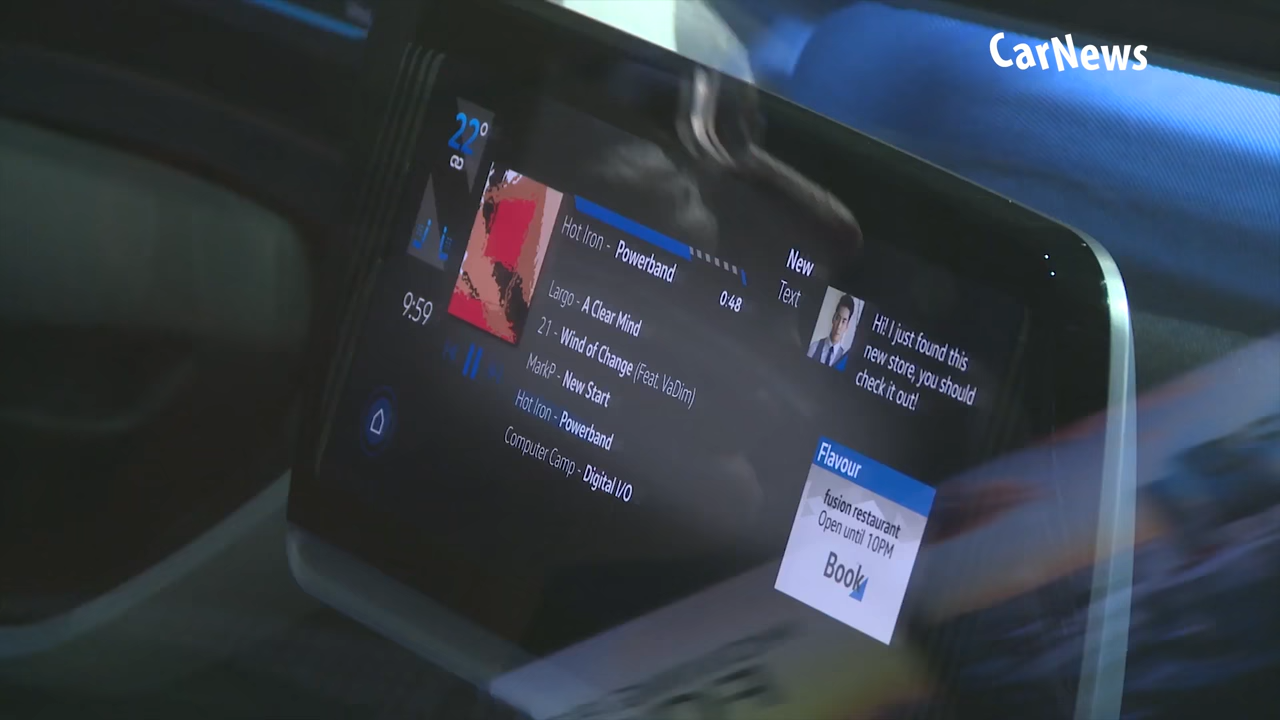 CarNews
22°
9:59
Hot Iron - Powerband
0:48
Largo - A Clear Mind
21 - Wind of Change (Feat. VaDim)
MarkP - New Start
Hot Iron - Powerband
Computer Camp - Digital I/O
New
Text
Hi! I just found this
new store, you should
check it out!
Flavour
fusion restaurant
Open until 10PM
Book